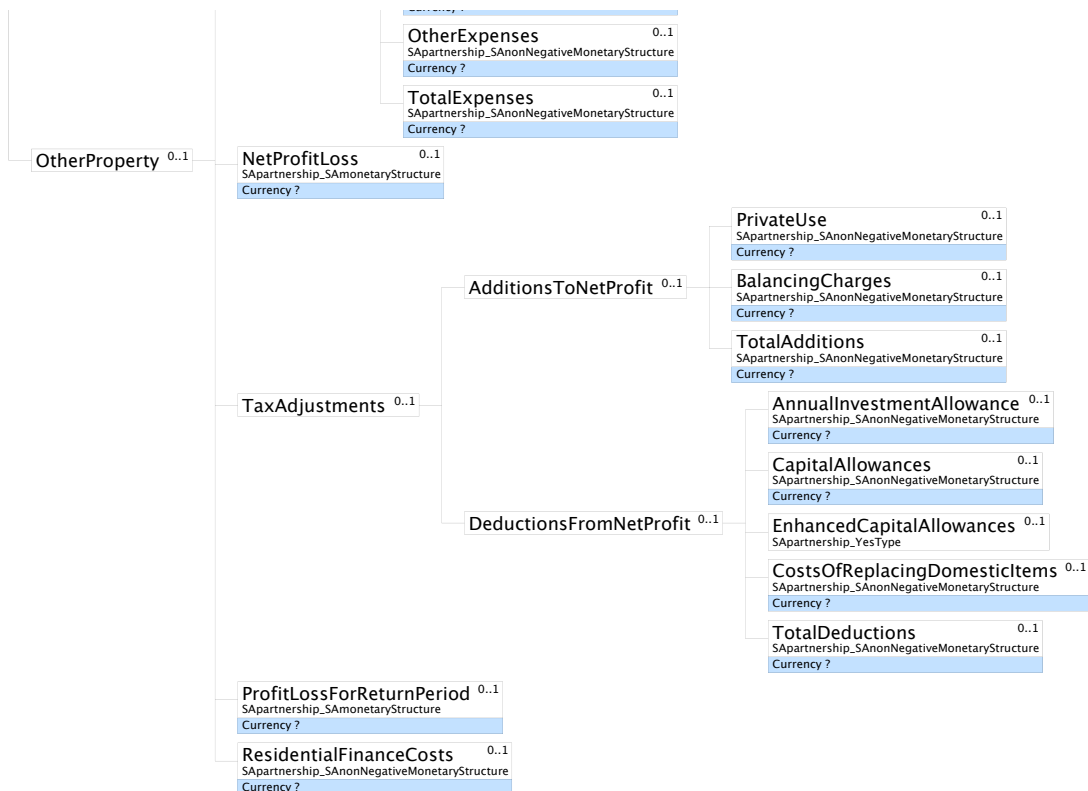 Currency ?
OtherExpenses 0..1
SApartnership_SAnonNegativeMonetaryStructure
Currency ?
TotalExpenses 0..1
SApartnership_SAnonNegativeMonetaryStructure
Currency ?
OtherProperty 0..1
NetProfitLoss 0..1
SApartnership_SAmonetaryStructure
Currency ?
PrivateUse 0..1
SApartnership_SAnonNegativeMonetaryStructure
Currency ?
AdditionsToNetProfit 0..1
BalancingCharges 0..1
SApartnership_SAnonNegativeMonetaryStructure
Currency ?
TotalAdditions 0..1
SApartnership_SAnonNegativeMonetaryStructure
Currency ?
TaxAdjustments 0..1
AnnualInvestmentAllowance 0..1
SApartnership_SAnonNegativeMonetaryStructure
Currency ?
CapitalAllowances 0..1
SApartnership_SAnonNegativeMonetaryStructure
Currency ?
DeductionsFromNetProfit 0..1
EnhancedCapitalAllowances 0..1
SApartnership_YesType
CostsOfReplacingDomesticItems 0..1
SApartnership_SAnonNegativeMonetaryStructure
Currency ?
TotalDeductions 0..1
SApartnership_SAnonNegativeMonetaryStructure
Currency ?
ProfitLossForReturnPeriod 0..1
SApartnership_SAmonetaryStructure
Currency ?
ResidentialFinanceCosts 0..1
SApartnership_SAnonNegativeMonetaryStructure
Currency ?